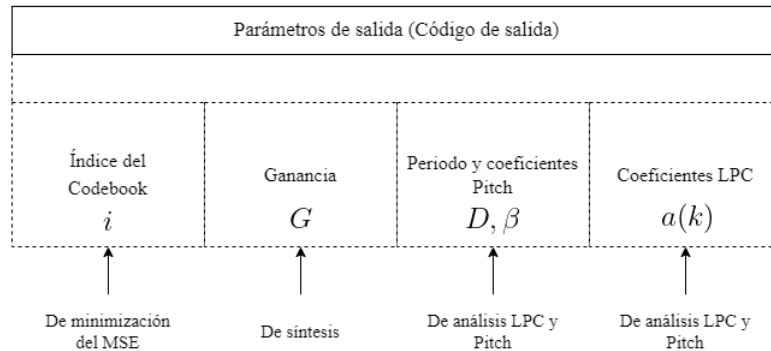 Parámetros de salida (Código de salida)
Índice del
Codebook
i
Ganancia
G
Periodo y coeficientes
Pitch
D, β
Coeficientes LPC
a(k)
De minimización
del MSE
De síntesis
De análisis LPC y
Pitch
De análisis LPC y
Pitch